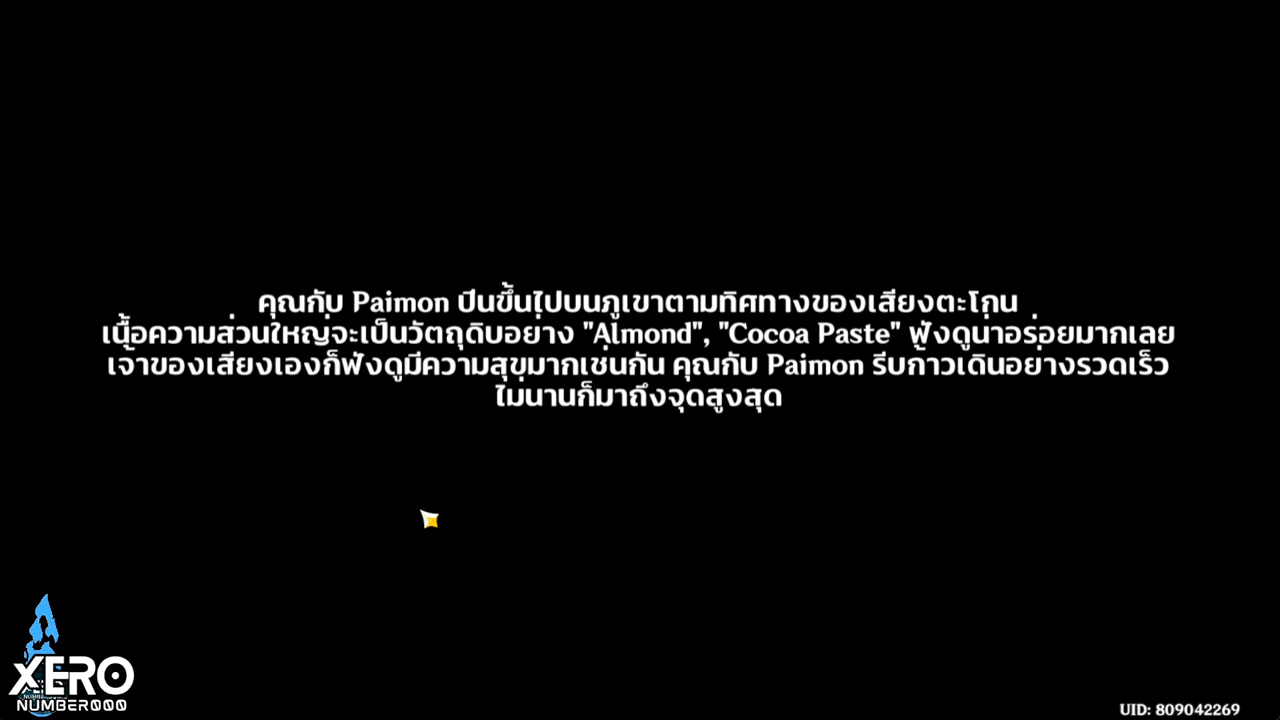 คุณกับ Paimon ปีนขึ้นไปบนภูเขาตามทิศทางของเสียงตะโกน
เนื้อความส่วนใหญ่จะเป็นวัตถุดิบอย่าง "Almond", "Cocoa Paste" ฟังดูน่าอร่อยมากเลย
เจ้าของเสียงเองก็ฟังดูมีความสุขมากเช่นกัน คุณกับ Paimon รีบก้าวเดินอย่างรวดเร็ว
ไม่นานก็มาถึงจุดสูงสุด
XERO
NUMBER000
UID: 809042269